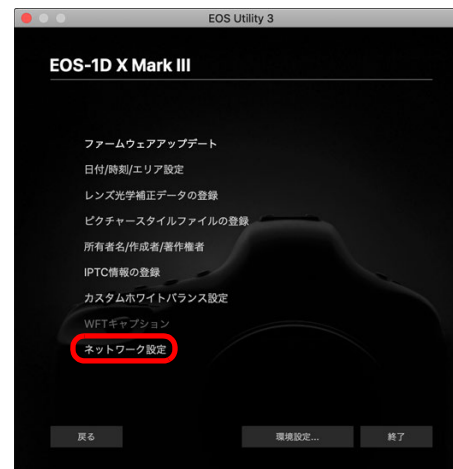 EOS Utility 3
EOS-1D X Mark III
ファームウェアアップデート
日付/時刻/エリア設定
レンズ光学補正データの登録
ピクチャースタイルファイルの登録
所有者名/作成者/著作権者
IPTC情報の登録
カスタムホワイトバランス設定
WFTキャプション
ネットワーク設定
戻る
環境設定...
終了